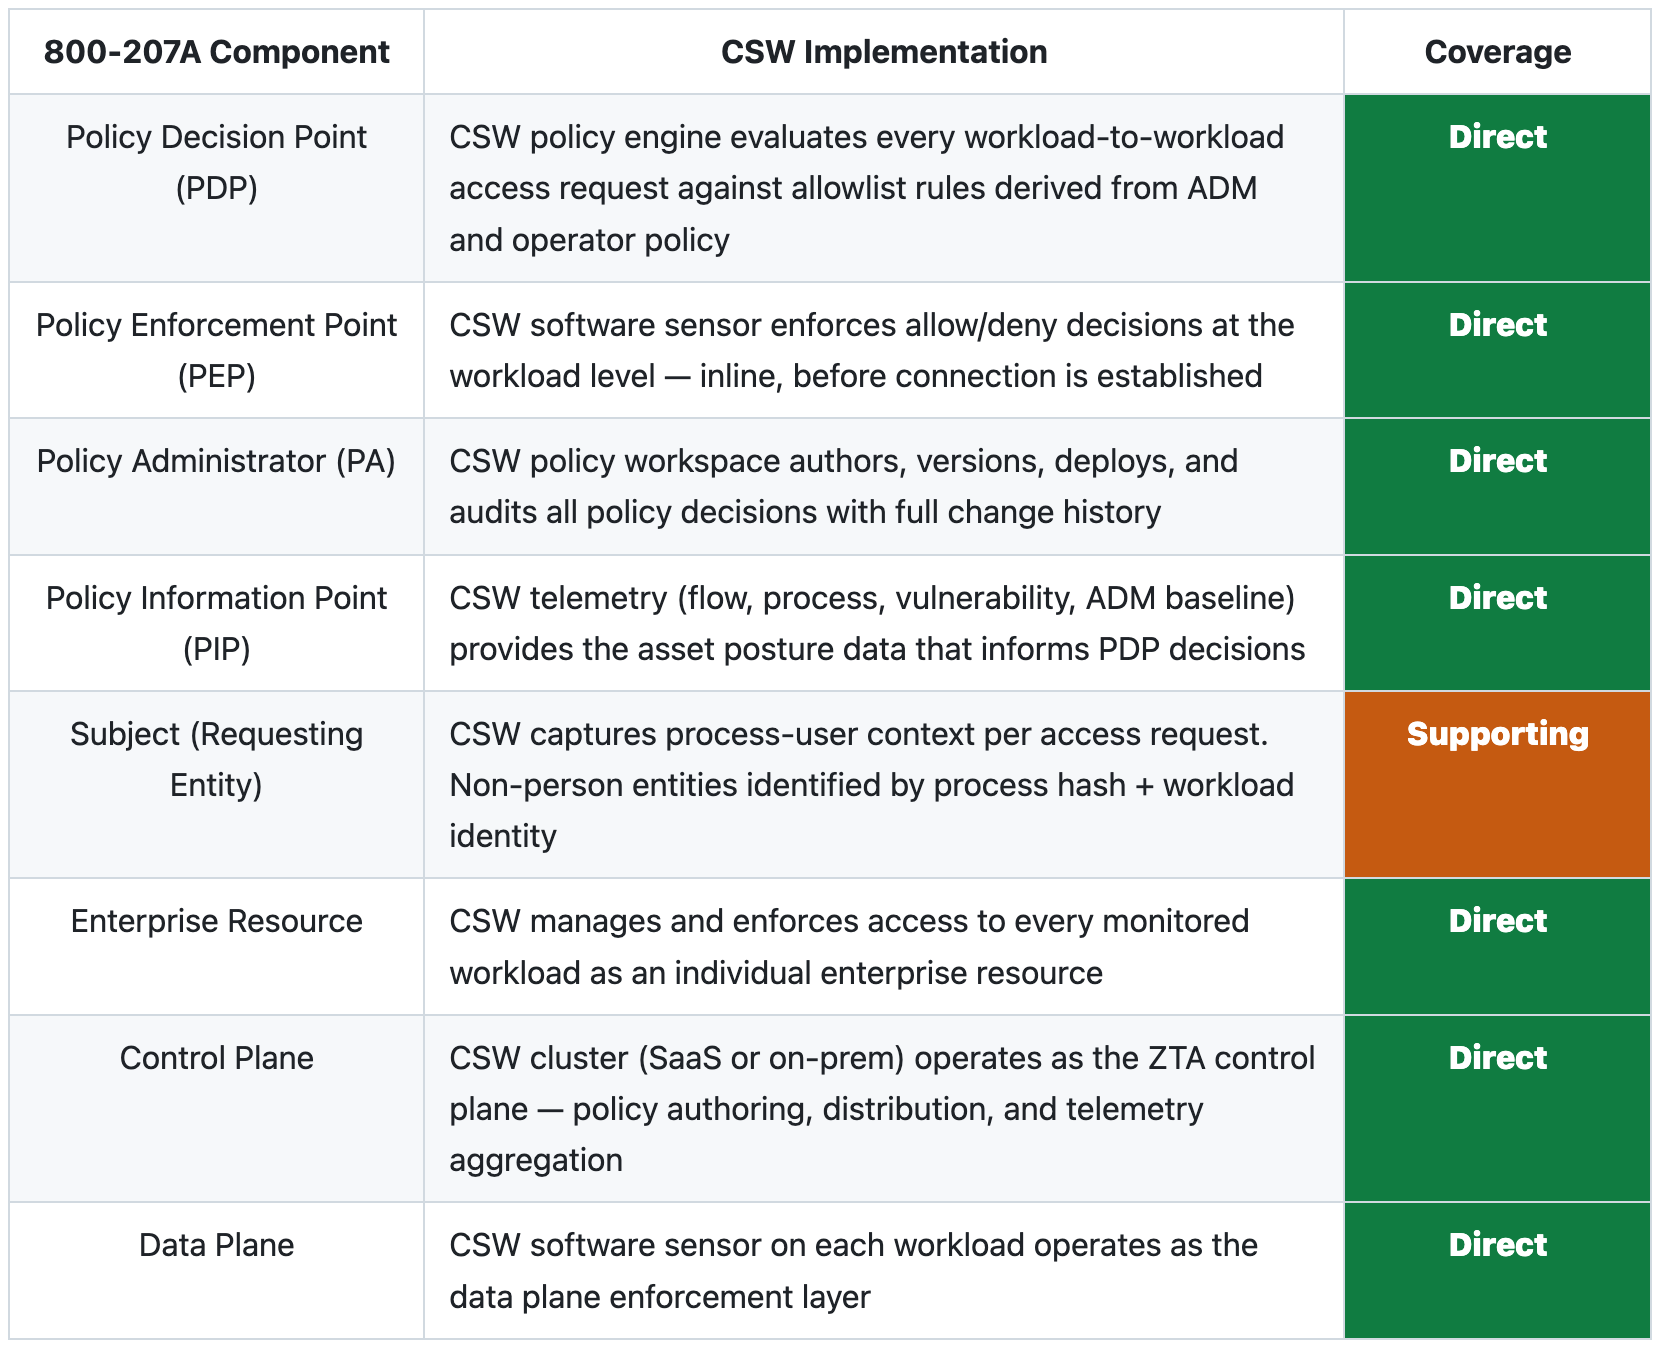 800-207A Component
CSW Implementation
Coverage
Policy Decision Point
(PDP)
CSW policy engine evaluates every workload-to-workload
access request against allowlist rules derived from ADM
and operator policy
Direct
Policy Enforcement Point
(PEP)
CSW software sensor enforces allow/deny decisions at the
workload level — inline, before connection is established
Direct
Policy Administrator (PA)
CSW policy workspace authors, versions, deploys, and
audits all policy decisions with full change history
Direct
Policy Information Point
(PIP)
CSW telemetry (flow, process, vulnerability, ADM baseline)
provides the asset posture data that informs PDP decisions
Direct
Subject (Requesting
Entity)
CSW captures process-user context per access request.
Non-person entities identified by process hash + workload
identity
Supporting
Enterprise Resource
CSW manages and enforces access to every monitored
workload as an individual enterprise resource
Direct
Control Plane
CSW cluster (SaaS or on-prem) operates as the ZTA control
plane — policy authoring, distribution, and telemetry
aggregation
Direct
Data Plane
CSW software sensor on each workload operates as the
data plane enforcement layer
Direct